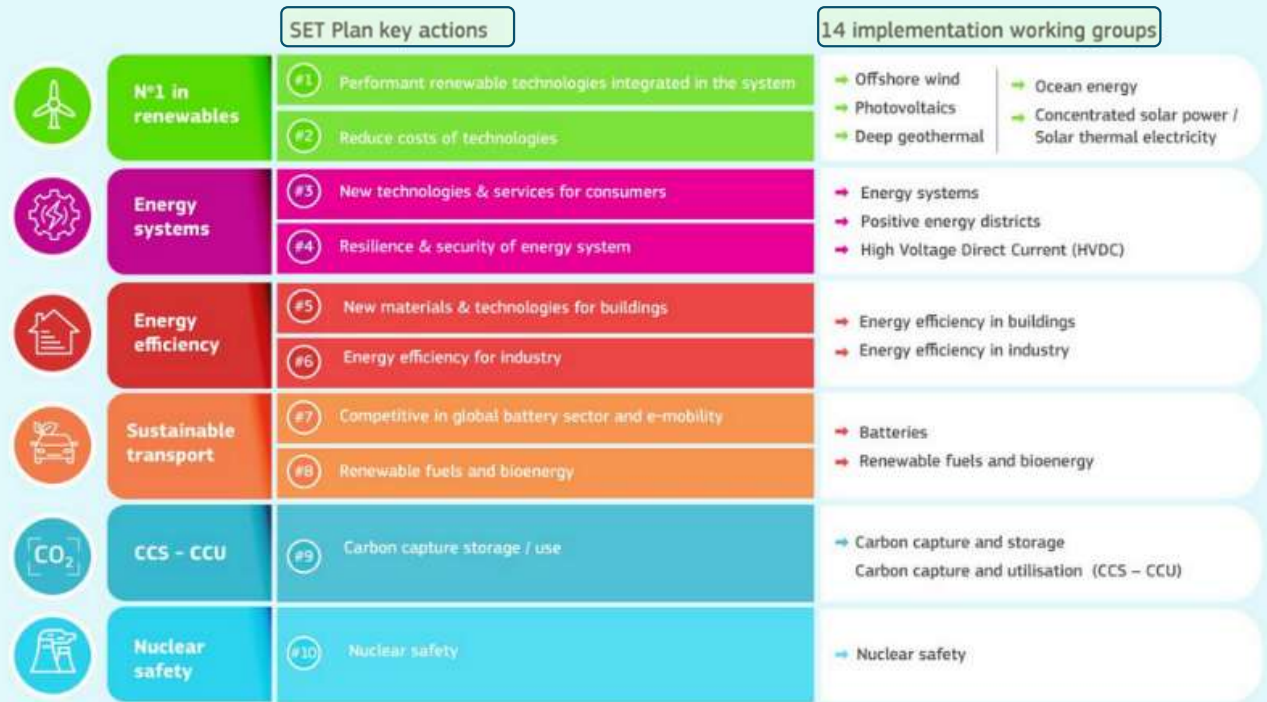 SET Plan key actions
14 implementation working groups
N°1 in
renewables
#1 Performant renewable technologies integrated in the system
#2 Reduce costs of technologies
→ Offshore wind
→ Photovoltaics
→ Deep geothermal
→ Ocean energy
→ Concentrated solar power /
Solar thermal electricity
Energy
systems
#3 New technologies & services for consumers
#4 Resilience & security of energy system
→ Energy systems
→ Positive energy districts
→ High Voltage Direct Current (HVDC)
Energy
efficiency
#5 New materials & technologies for buildings
#6 Energy efficiency for industry
→ Energy efficiency in buildings
→ Energy efficiency in industry
Sustainable
transport
#7 Competitive in global battery sector and e-mobility
#8 Renewable fuels and bioenergy
→ Batteries
→ Renewable fuels and bioenergy
CO₂
CCS - CCU
#9 Carbon capture storage / use
→ Carbon capture and storage
Carbon capture and utilisation (CCS – CCU)
Nuclear
safety
#10 Nuclear safety
→ Nuclear safety